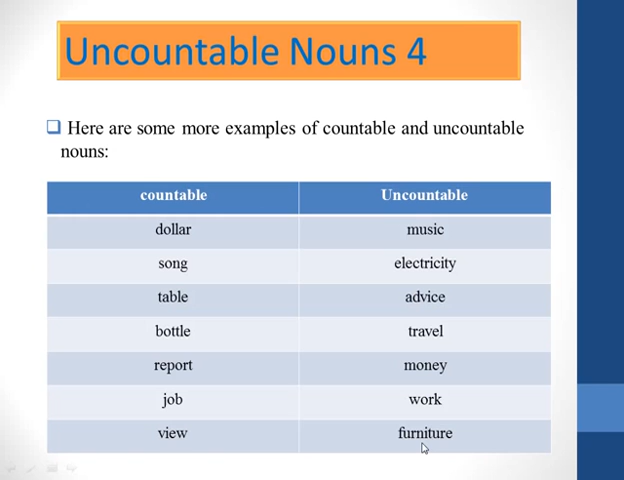 Uncountable Nouns 4
Here are some more examples of countable and uncountable
nouns:
countable Uncountable
dollar music
song electricity
table advice
bottle travel
report money
job work
view furniture